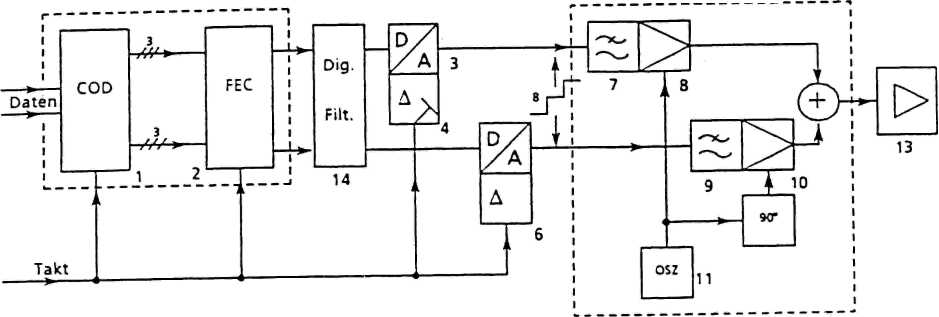 3
D
A
3
Dig.
Filt.
COD
FEC
Daten
8
Δ
4
7
8
+
13
3
1
2
14
D
A
Δ
6
9
10
90°
OSZ
11
Takt